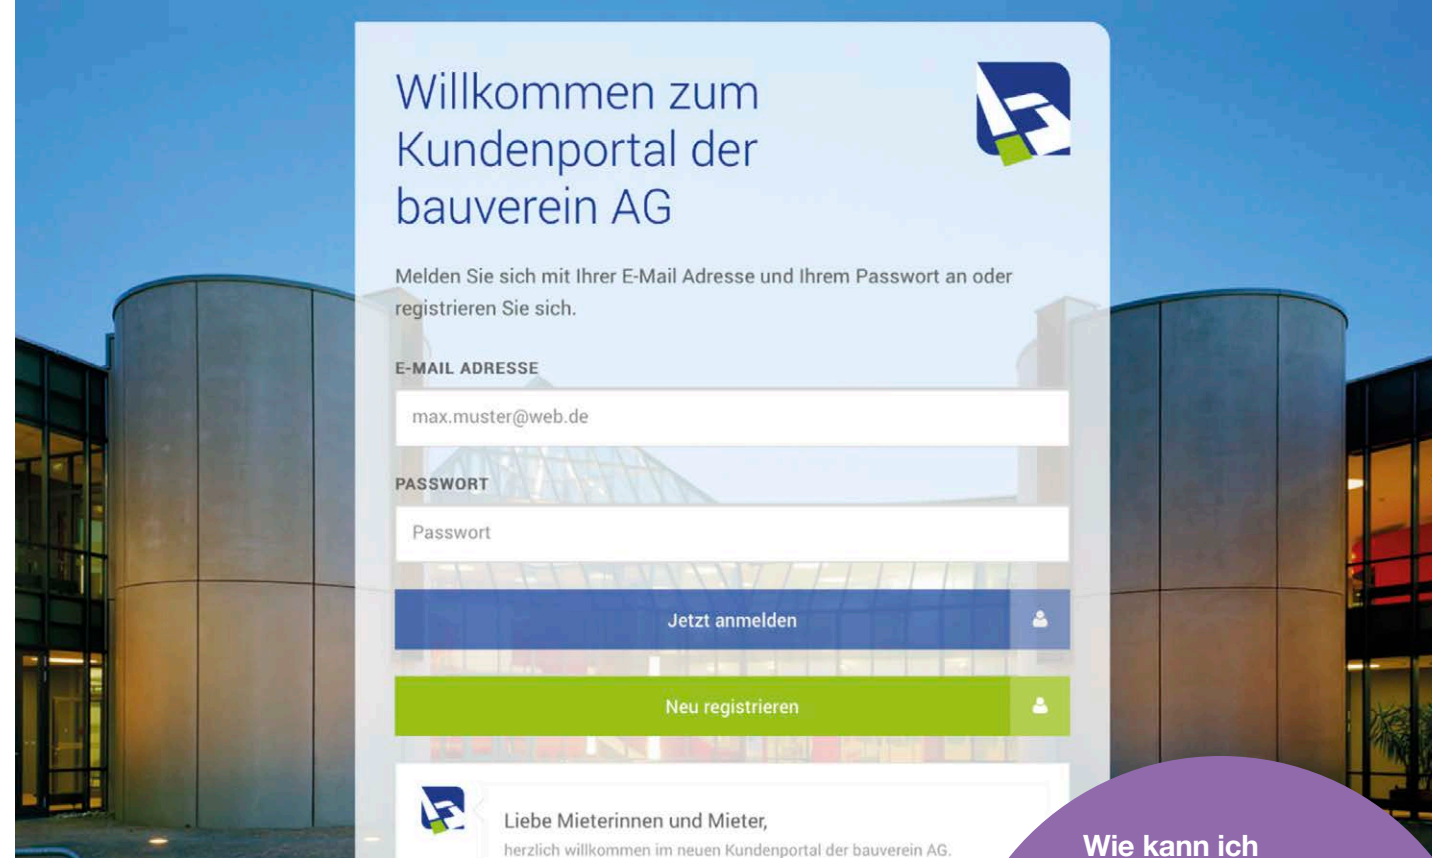 Willkommen zum
Kundenportal der
bauverein AG
Melden Sie sich mit Ihrer E-Mail Adresse und Ihrem Passwort an oder
registrieren Sie sich.
E-MAIL ADRESSE
max.muster@web.de
PASSWORT
Passwort
Jetzt anmelden
Neu registrieren
Liebe Mieterinnen und Mieter,
herzlich willkommen im neuen Kundenportal der bauverein AG.
Wie kann ich